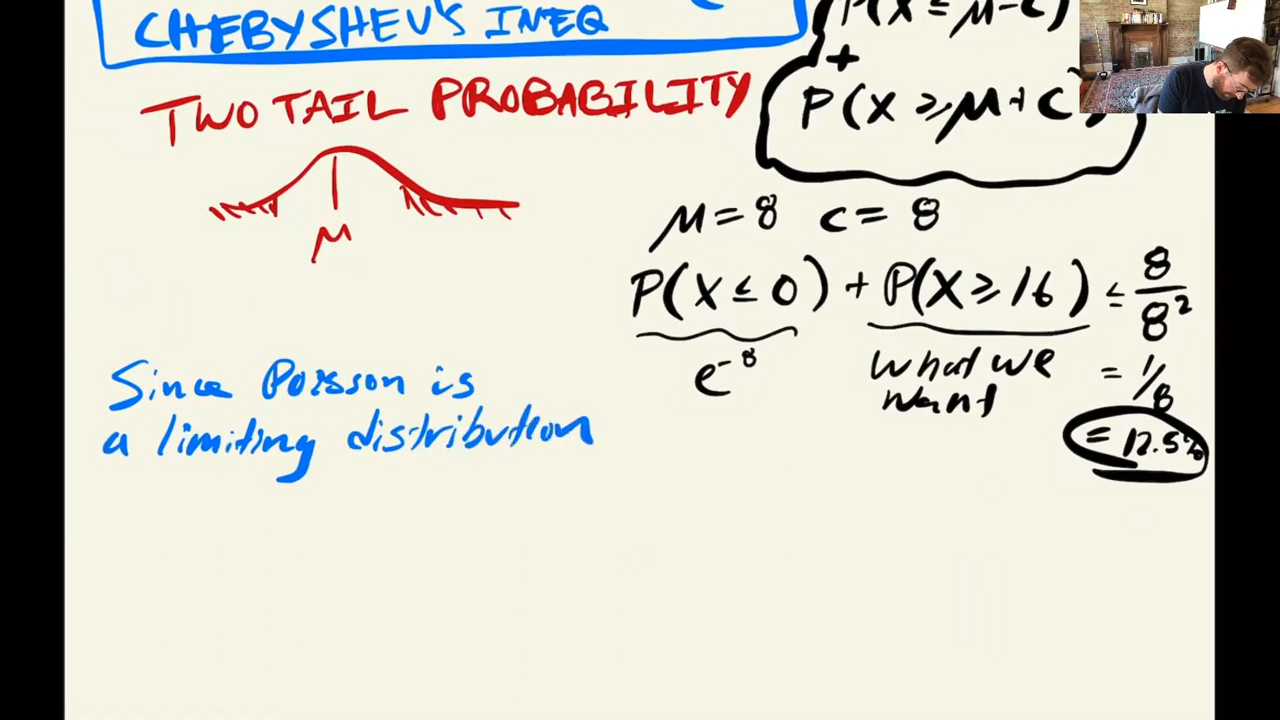 CHEBYSHEV'S INEQ
P(X ≤ μ-c)
+
P(X ≥ μ+c)
TWO TAIL PROBABILITY
μ
μ = 8 c = 8
P(X ≤ 0) + P(X ≥ 16) ≤ 8/8²
e⁻⁸ what we want
= 1/8
= 12.5%
Since Poisson is
a limiting distribution